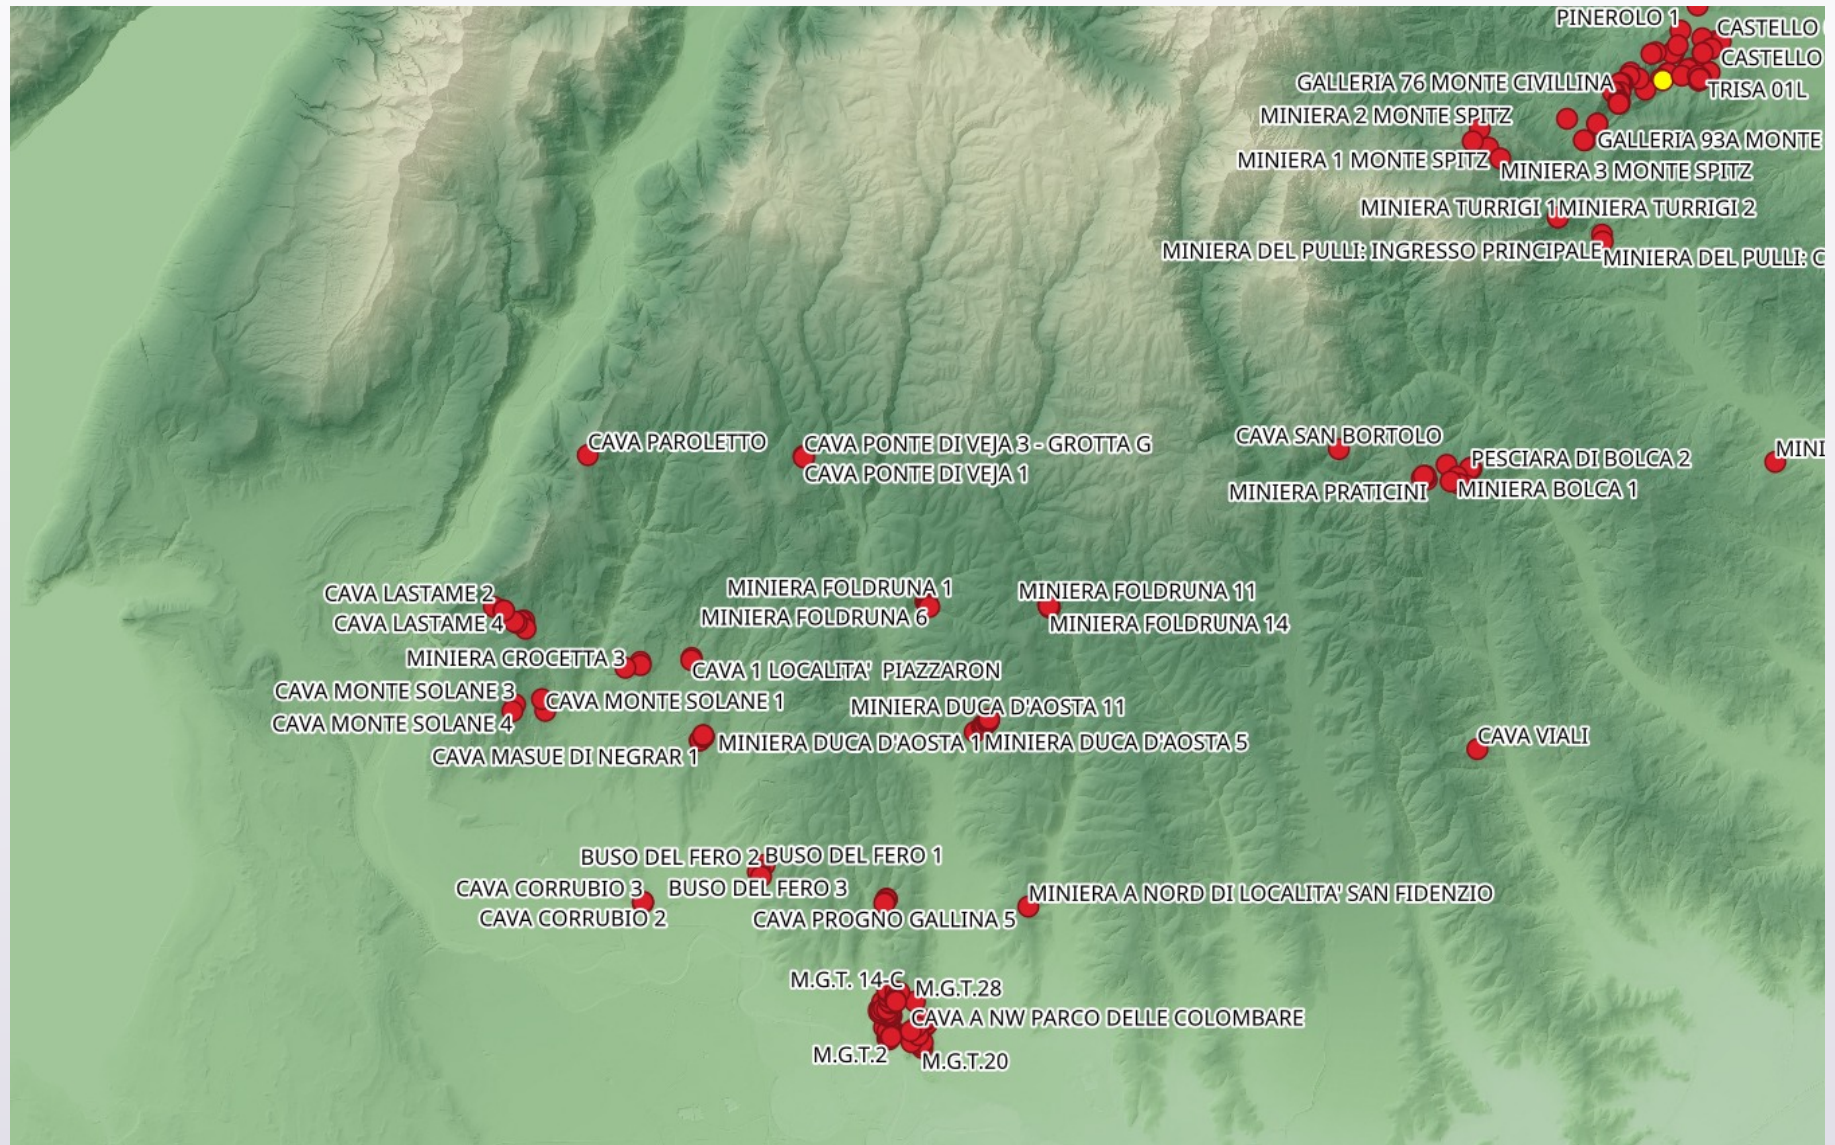 PINEROLO 1
CASTELLO
CASTELLO
GALLERIA 76 MONTE CIVILLINA
TRISA 01L
MINIERA 2 MONTE SPITZ
GALLERIA 93A MONTE
MINIERA 1 MONTE SPITZ
MINIERA 3 MONTE SPITZ
MINIERA TURRIGI 1
MINIERA TURRIGI 2
MINIERA DEL PULLI: INGRESSO PRINCIPALE
MINIERA DEL PULLI: C
CAVA PAROLETTO
CAVA PONTE DI VEJA 3 - GROTTA G
CAVA SAN BORTOLO
MINI
PESCIARA DI BOLCA 2
CAVA PONTE DI VEJA 1
MINIERA PRATICINI
MINIERA BOLCA 1
CAVA LASTAME 2
MINIERA FOLDRUNA 1
MINIERA FOLDRUNA 11
CAVA LASTAME 4
MINIERA FOLDRUNA 6
MINIERA FOLDRUNA 14
MINIERA CROCETTA 3
CAVA 1 LOCALITA' PIAZZARON
CAVA MONTE SOLANE 3
CAVA MONTE SOLANE 1
MINIERA DUCA D'AOSTA 11
CAVA MONTE SOLANE 4
MINIERA DUCA D'AOSTA 1
MINIERA DUCA D'AOSTA 5
CAVA VIALI
CAVA MASUE DI NEGRAR 1
BUSO DEL FERO 2
BUSO DEL FERO 1
CAVA CORRUBIO 3
BUSO DEL FERO 3
MINIERA A NORD DI LOCALITA' SAN FIDENZIO
CAVA CORRUBIO 2
CAVA PROGNO GALLINA 5
M.G.T. 14-C
M.G.T.28
CAVA A NW PARCO DELLE COLOMBARE
M.G.T.2
M.G.T.20